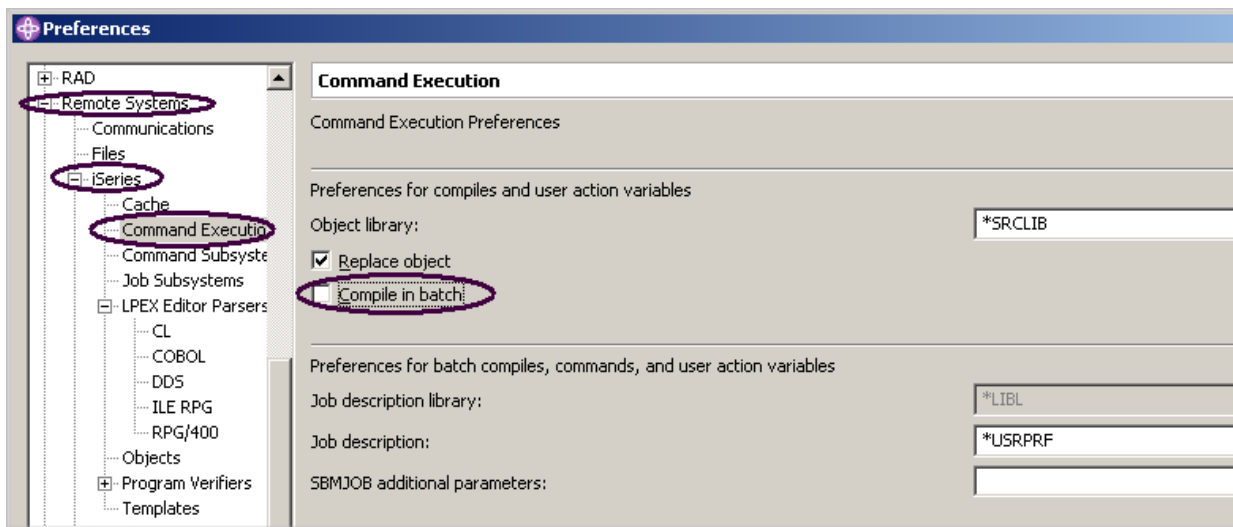 Preferences
RAD
Remote Systems
Communications
Files
iSeries
Cache
Command Executio
Command Subsyste
Job Subsystems
LPEX Editor Parsers
CL
COBOL
DDS
ILE RPG
RPG/400
Objects
Program Verifiers
Templates
Command Execution
Command Execution Preferences
Preferences for compiles and user action variables
Object library:
*SRCLIB
Replace object
Compile in batch
Preferences for batch compiles, commands, and user action variables
Job description library:
*LIBL
Job description:
*USRPRF
SBMJOB additional parameters: